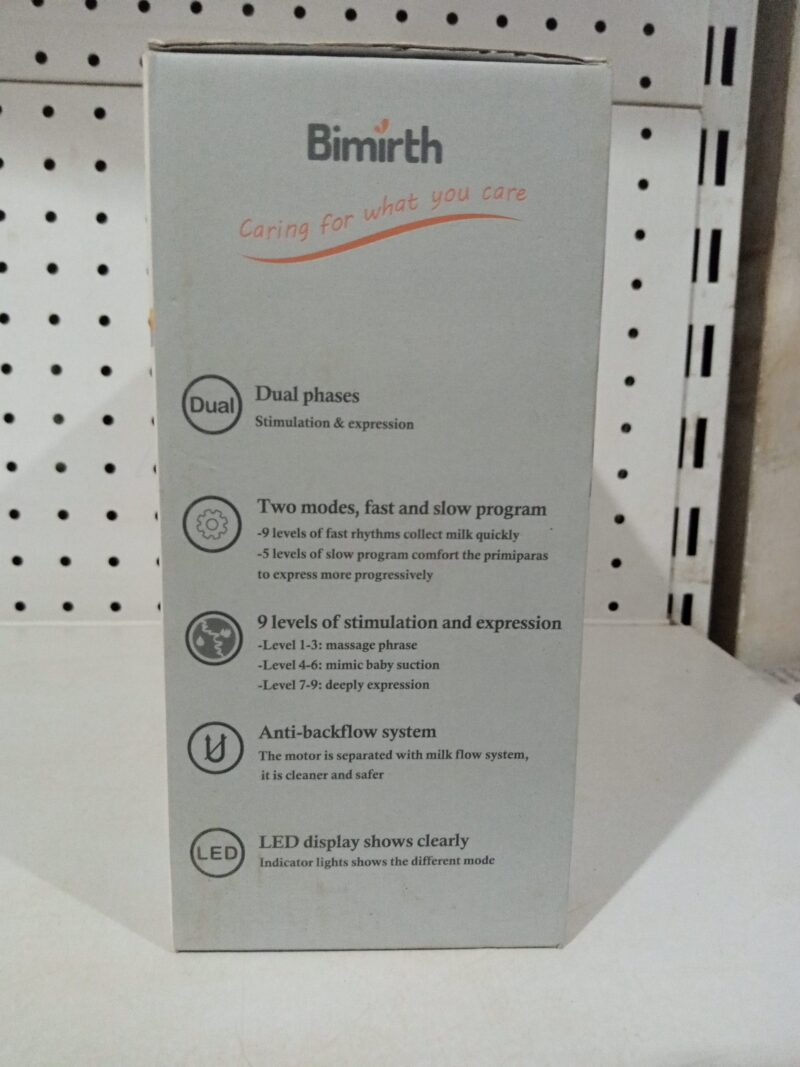 Bimirth
Caring for what you care
Dual
Dual phases
Stimulation & expression
Two modes, fast and slow program
-9 levels of fast rhythms collect milk quickly
-5 levels of slow program comfort the primiparas
to express more progressively
9 levels of stimulation and expression
-Level 1-3: massage phrase
-Level 4-6: mimic baby suction
-Level 7-9: deeply expression
Anti-backflow system
The motor is separated with milk flow system,
it is cleaner and safer
LED
LED display shows clearly
Indicator lights shows the different mode